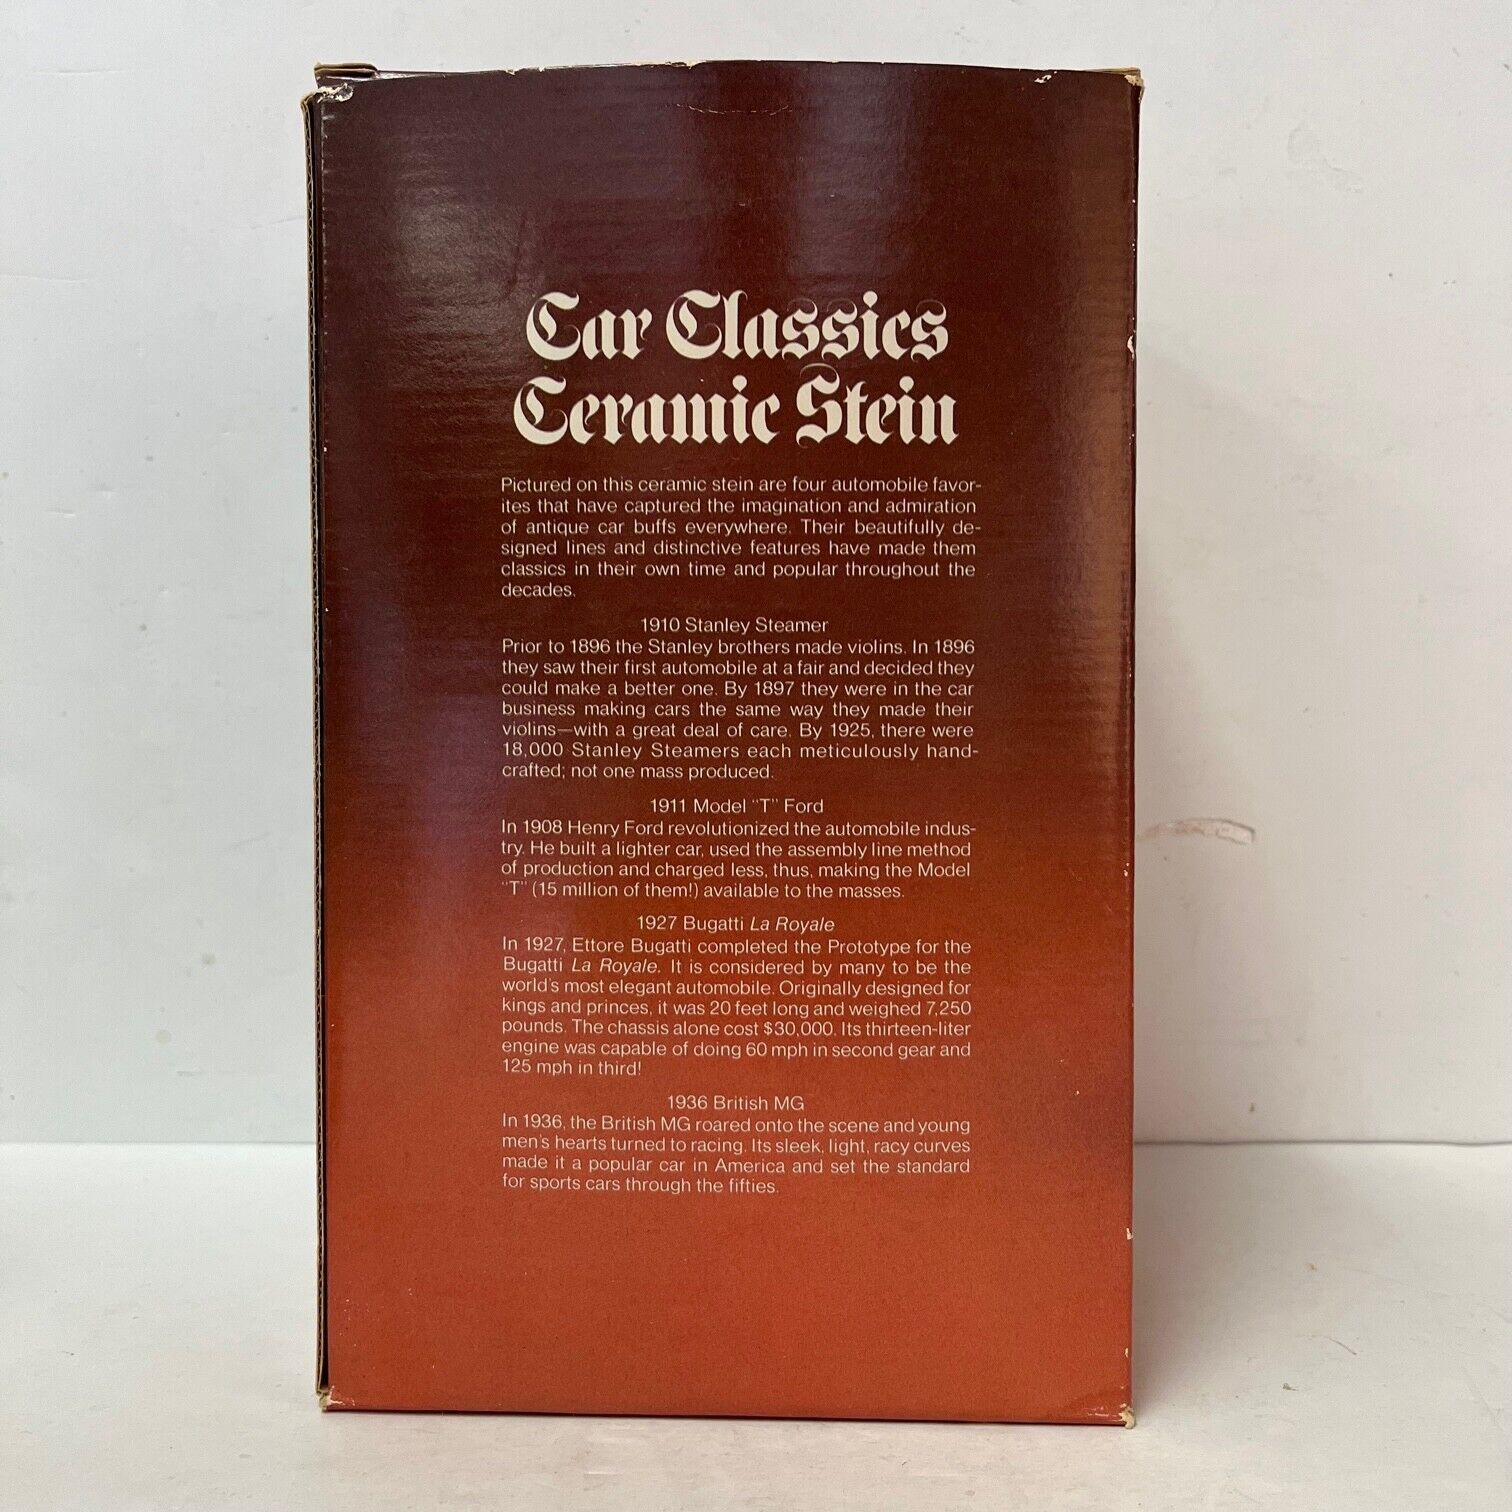 Car Classics
Ceramic Stein
Pictured on this ceramic stein are four automobile favor-
ites that have captured the imagination and admiration
of antique car buffs everywhere. Their beautifully de-
signed lines and distinctive features have made them
classics in their own time and popular throughout the
decades.
1910 Stanley Steamer
Prior to 1896 the Stanley brothers made violins. In 1896
they saw their first automobile at a fair and decided they
could make a better one. By 1897 they were in the car
business making cars the same way they made their
violins—with a great deal of care. By 1925, there were
18,000 Stanley Steamers each meticulously hand-
crafted; not one mass produced.
1911 Model "T" Ford
In 1908 Henry Ford revolutionized the automobile indus-
try. He built a lighter car, used the assembly line method
of production and charged less, thus, making the Model
"T" (15 million of them!) available to the masses.
1927 Bugatti La Royale
In 1927, Ettore Bugatti completed the Prototype for the
Bugatti La Royale. It is considered by many to be the
world's most elegant automobile. Originally designed for
kings and princes, it was 20 feet long and weighed 7,250
pounds. The chassis alone cost $30,000. Its thirteen-liter
engine was capable of doing 60 mph in second gear and
125 mph in third!
1936 British MG
In 1936, the British MG roared onto the scene and young
men's hearts turned to racing. Its sleek, light, racy curves
made it a popular car in America and set the standard
for sports cars through the fifties.